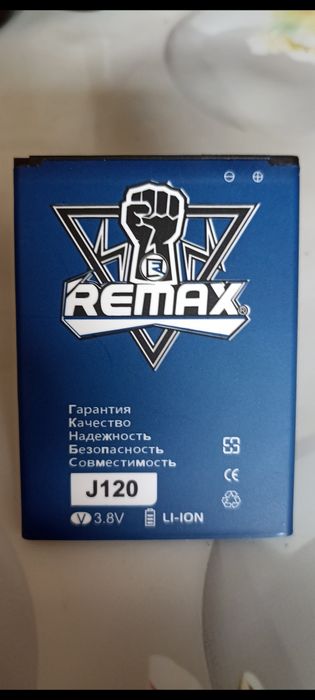 E
REMAX®
Гарантия
Качество
Надежность
Безопасность
Совместимость
J120
V 3.8V LI-ION
CE